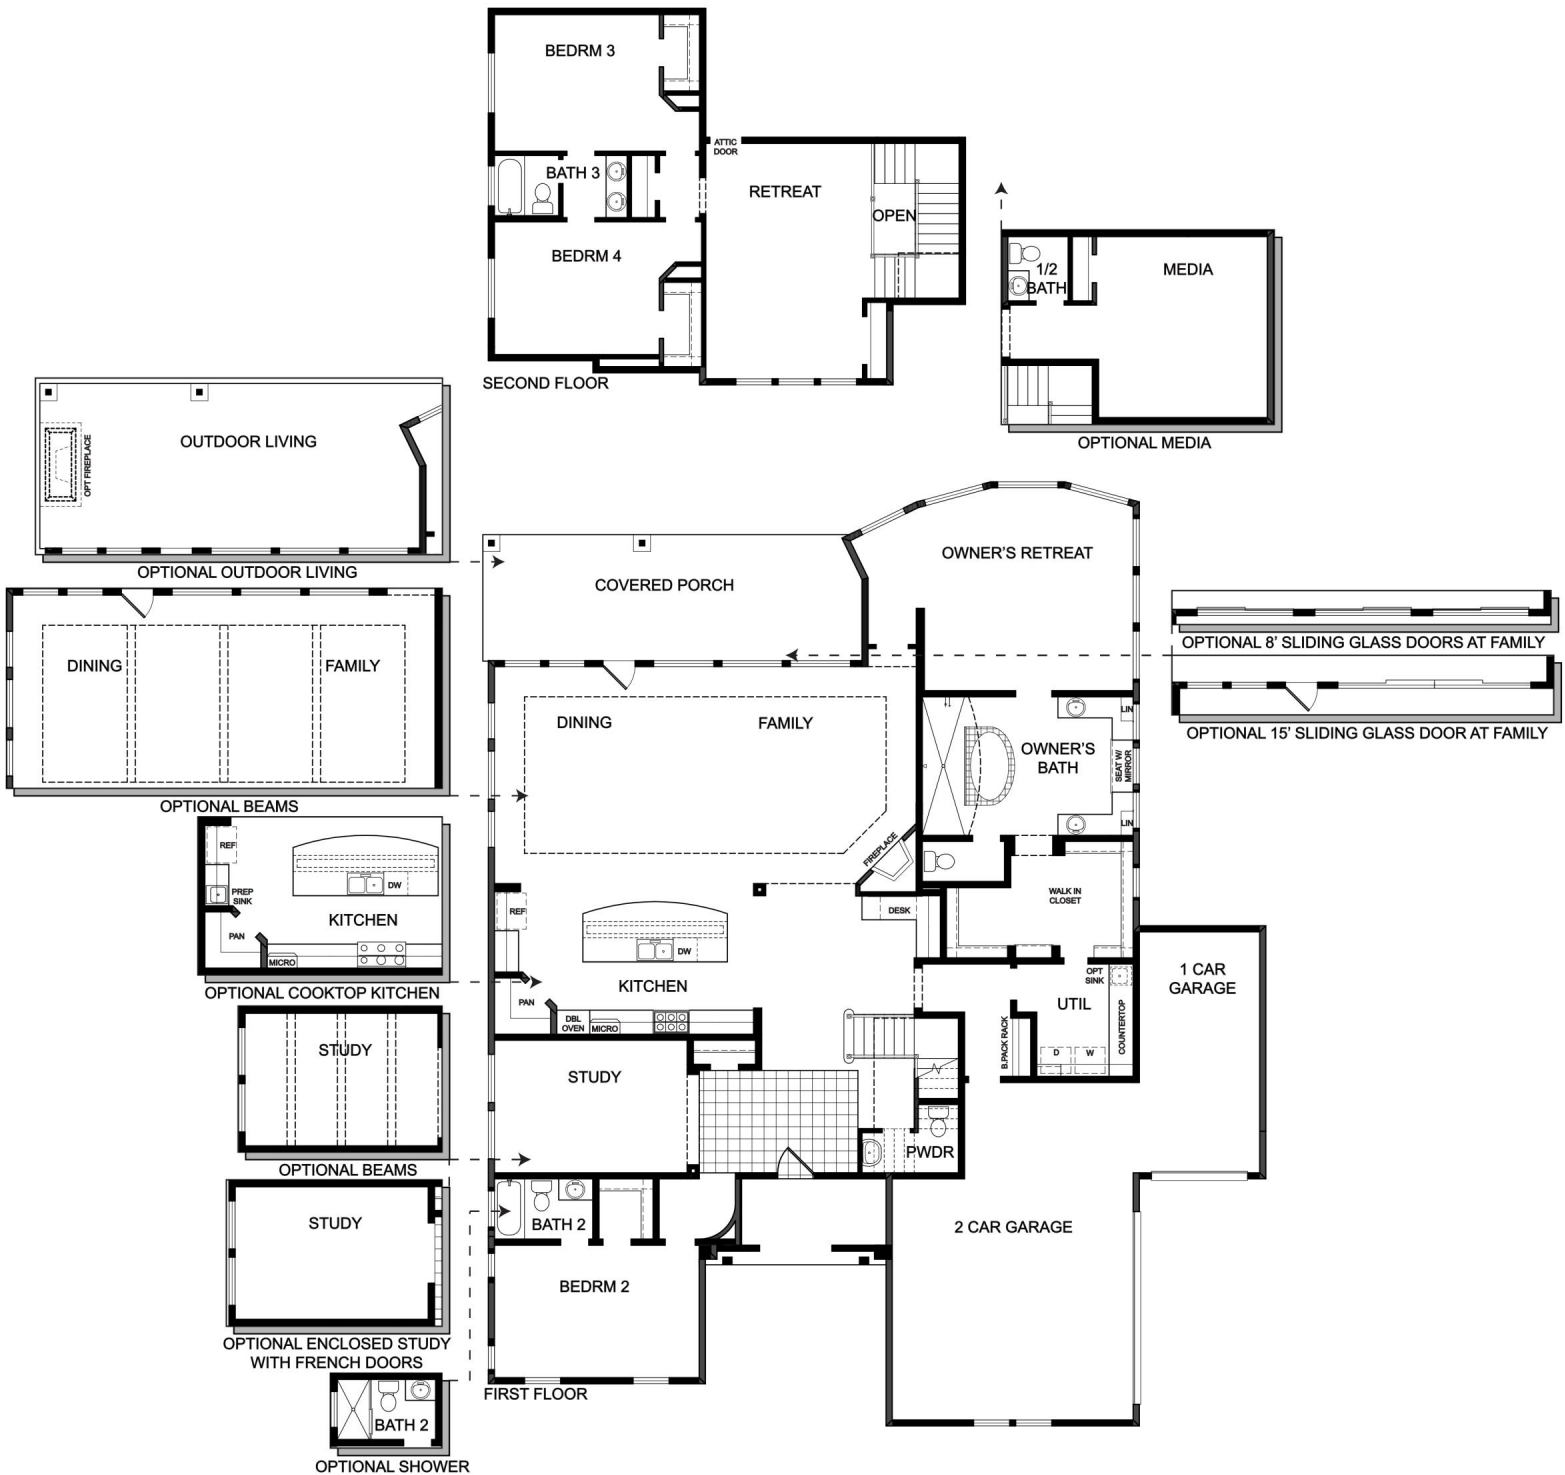 BEDRM 3
ATTIC
DOOR
BATH 3
RETREAT
OPEN
BEDRM 4
SECOND FLOOR
1/2
BATH
MEDIA
OPTIONAL MEDIA
OUTDOOR LIVING
OPT FIREPLACE
OPTIONAL OUTDOOR LIVING
DINING
FAMILY
OPTIONAL BEAMS
REF
DW
PREP
SINK
KITCHEN
PAN
MICRO
OPTIONAL COOKTOP KITCHEN
STUDY
OPTIONAL BEAMS
STUDY
OPTIONAL ENCLOSED STUDY
WITH FRENCH DOORS
BATH 2
OPTIONAL SHOWER
OWNER'S RETREAT
COVERED PORCH
OPTIONAL 8' SLIDING GLASS DOORS AT FAMILY
OPTIONAL 15' SLIDING GLASS DOOR AT FAMILY
DINING
FAMILY
LIN
OWNER'S
BATH
SEAT W/
MIRROR
LIN
FIREPLACE
WALK IN
CLOSET
REF
DESK
DW
KITCHEN
PAN
DBL
OVEN
MICRO
OPT
SINK
UTIL
COUNTERTOP
B.PACK RACK
D
W
1 CAR
GARAGE
STUDY
PWDR
BATH 2
2 CAR GARAGE
BEDRM 2
FIRST FLOOR